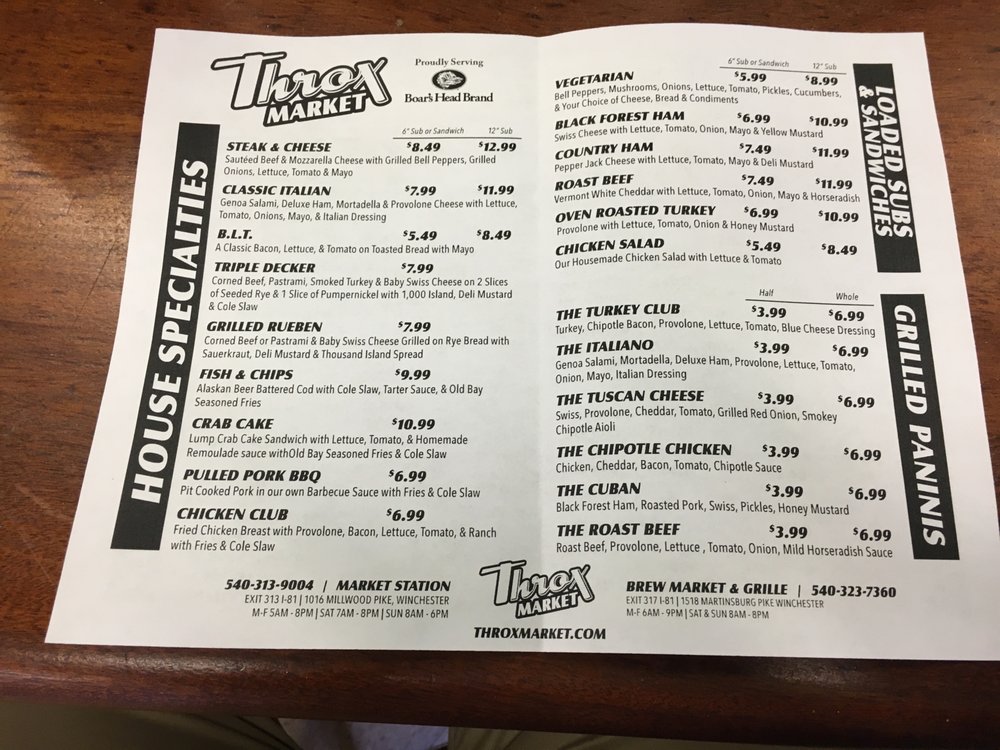 Throx
MARKET
Proudly Serving
Boar's Head Brand
HOUSE SPECIALTIES
6" Sub or Sandwich 12" Sub
STEAK & CHEESE $8.49 $12.99
Sautéed Beef & Mozzarella Cheese with Grilled Bell Peppers, Grilled
Onions, Lettuce, Tomato & Mayo
CLASSIC ITALIAN $7.99 $11.99
Genoa Salami, Deluxe Ham, Mortadella & Provolone Cheese with Lettuce,
Tomato, Onions, Mayo, & Italian Dressing
B.L.T. $5.49 $8.49
A Classic Bacon, Lettuce, & Tomato on Toasted Bread with Mayo
TRIPLE DECKER $7.99
Corned Beef, Pastrami, Smoked Turkey & Baby Swiss Cheese on 2 Slices
of Seeded Rye & 1 Slice of Pumpernickel with 1,000 Island, Deli Mustard
& Cole Slaw
GRILLED RUEBEN $7.99
Corned Beef or Pastrami & Baby Swiss Cheese Grilled on Rye Bread with
Sauerkraut, Deli Mustard & Thousand Island Spread
FISH & CHIPS $9.99
Alaskan Beer Battered Cod with Cole Slaw, Tarter Sauce, & Old Bay
Seasoned Fries
CRAB CAKE $10.99
Lump Crab Cake Sandwich with Lettuce, Tomato, & Homemade
Remoulade sauce withOld Bay Seasoned Fries & Cole Slaw
PULLED PORK BBQ $6.99
Pit Cooked Pork in our own Barbecue Sauce with Fries & Cole Slaw
CHICKEN CLUB $6.99
Fried Chicken Breast with Provolone, Bacon, Lettuce, Tomato, & Ranch
with Fries & Cole Slaw
540-313-9004 | MARKET STATION
EXIT 313 I-81 | 1016 MILLWOOD PIKE, WINCHESTER
M-F 5AM - 8PM | SAT 7AM - 8PM | SUN 8AM - 6PM
LOADED SUBS
& SANDWICHES
6" Sub or Sandwich 12" Sub
VEGETARIAN $5.99 $8.99
Bell Peppers, Mushrooms, Onions, Lettuce, Tomato, Pickles, Cucumbers,
& Your Choice of Cheese, Bread & Condiments
BLACK FOREST HAM $6.99 $10.99
Swiss Cheese with Lettuce, Tomato, Onion, Mayo & Yellow Mustard
COUNTRY HAM $7.49 $11.99
Pepper Jack Cheese with Lettuce, Tomato, Mayo & Deli Mustard
ROAST BEEF $7.49 $11.99
Vermont White Cheddar with Lettuce, Tomato, Onion, Mayo & Horseradish
OVEN ROASTED TURKEY $6.99 $10.99
Provolone with Lettuce, Tomato, Onion & Honey Mustard
CHICKEN SALAD $5.49 $8.49
Our Housemade Chicken Salad with Lettuce & Tomato
GRILLED PANINIS
Half Whole
THE TURKEY CLUB $3.99 $6.99
Turkey, Chipotle Bacon, Provolone, Lettuce, Tomato, Blue Cheese Dressing
THE ITALIANO $3.99 $6.99
Genoa Salami, Mortadella, Deluxe Ham, Provolone, Lettuce, Tomato,
Onion, Mayo, Italian Dressing
THE TUSCAN CHEESE $3.99 $6.99
Swiss, Provolone, Cheddar, Tomato, Grilled Red Onion, Smokey
Chipotle Aioli
THE CHIPOTLE CHICKEN $3.99 $6.99
Chicken, Cheddar, Bacon, Tomato, Chipotle Sauce
THE CUBAN $3.99 $6.99
Black Forest Ham, Roasted Pork, Swiss, Pickles, Honey Mustard
THE ROAST BEEF $3.99 $6.99
Roast Beef, Provolone, Lettuce , Tomato, Onion, Mild Horseradish Sauce
Throx
MARKET
THROXMARKET.COM
BREW MARKET & GRILLE | 540-323-7360
EXIT 317 I-81 | 1518 MARTINSBURG PIKE WINCHESTER
M-F 6AM - 9PM | SAT & SUN 8AM - 8PM